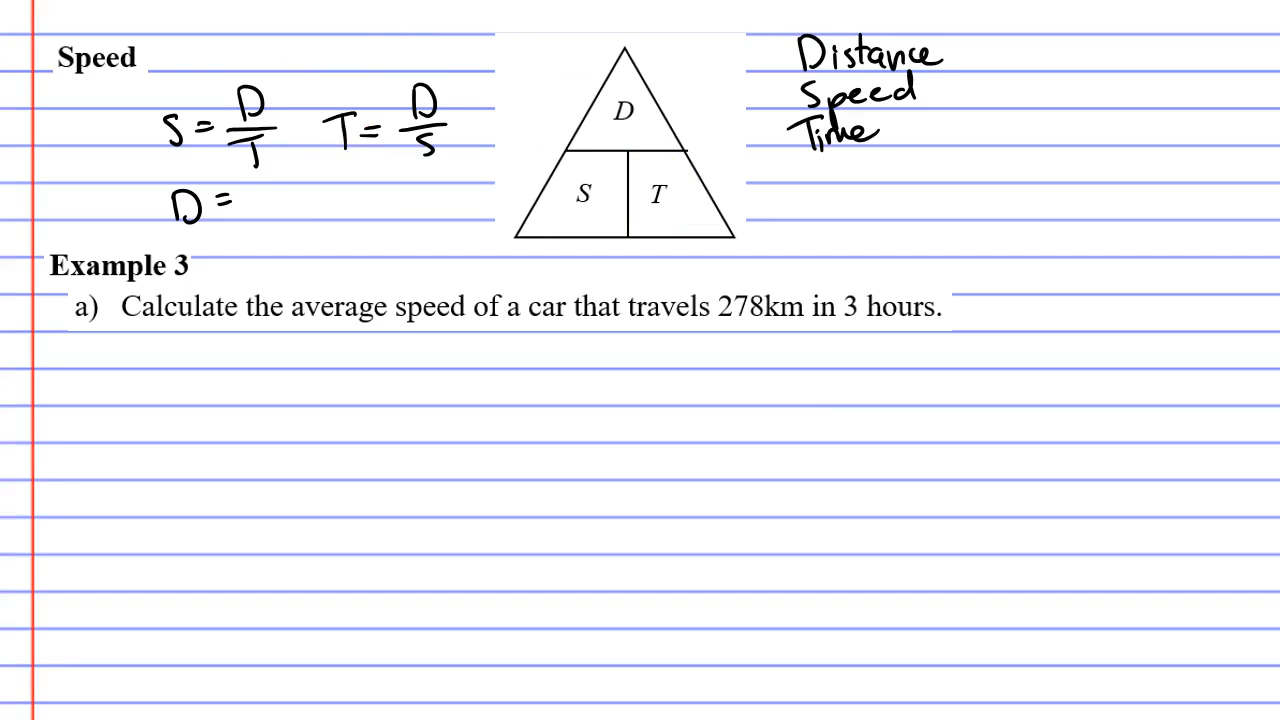 Speed
S = D/T T = D/S
D =
D
S T
Distance
Speed
Time
Example 3
a) Calculate the average speed of a car that travels 278km in 3 hours.